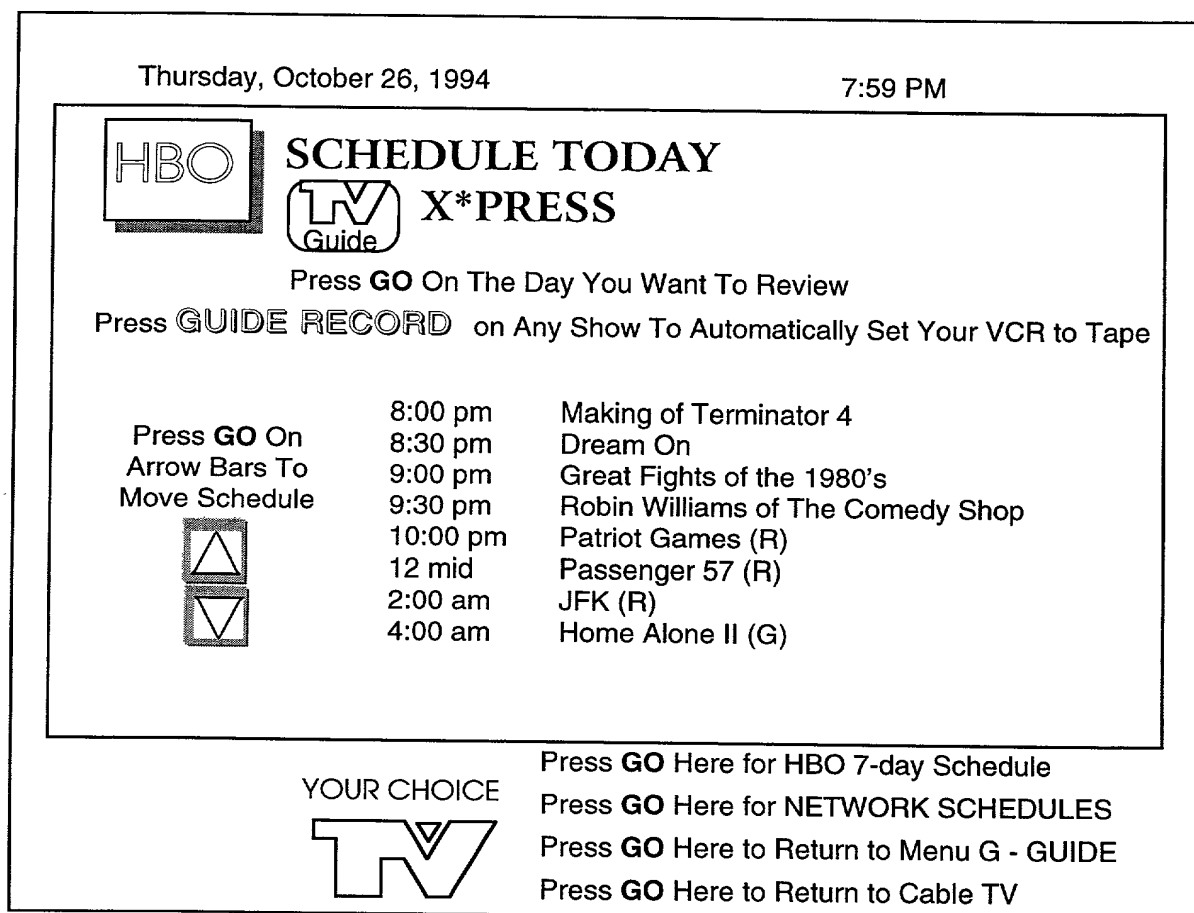 Thursday, October 26, 1994 7:59 PM
HBO SCHEDULE TODAY
TV Guide X*PRESS
Press GO On The Day You Want To Review
Press GUIDE RECORD on Any Show To Automatically Set Your VCR to Tape
Press GO On
Arrow Bars To
Move Schedule
8:00 pm Making of Terminator 4
8:30 pm Dream On
9:00 pm Great Fights of the 1980's
9:30 pm Robin Williams of The Comedy Shop
10:00 pm Patriot Games (R)
12 mid Passenger 57 (R)
2:00 am JFK (R)
4:00 am Home Alone II (G)
YOUR CHOICE
TV
Press GO Here for HBO 7-day Schedule
Press GO Here for NETWORK SCHEDULES
Press GO Here to Return to Menu G - GUIDE
Press GO Here to Return to Cable TV